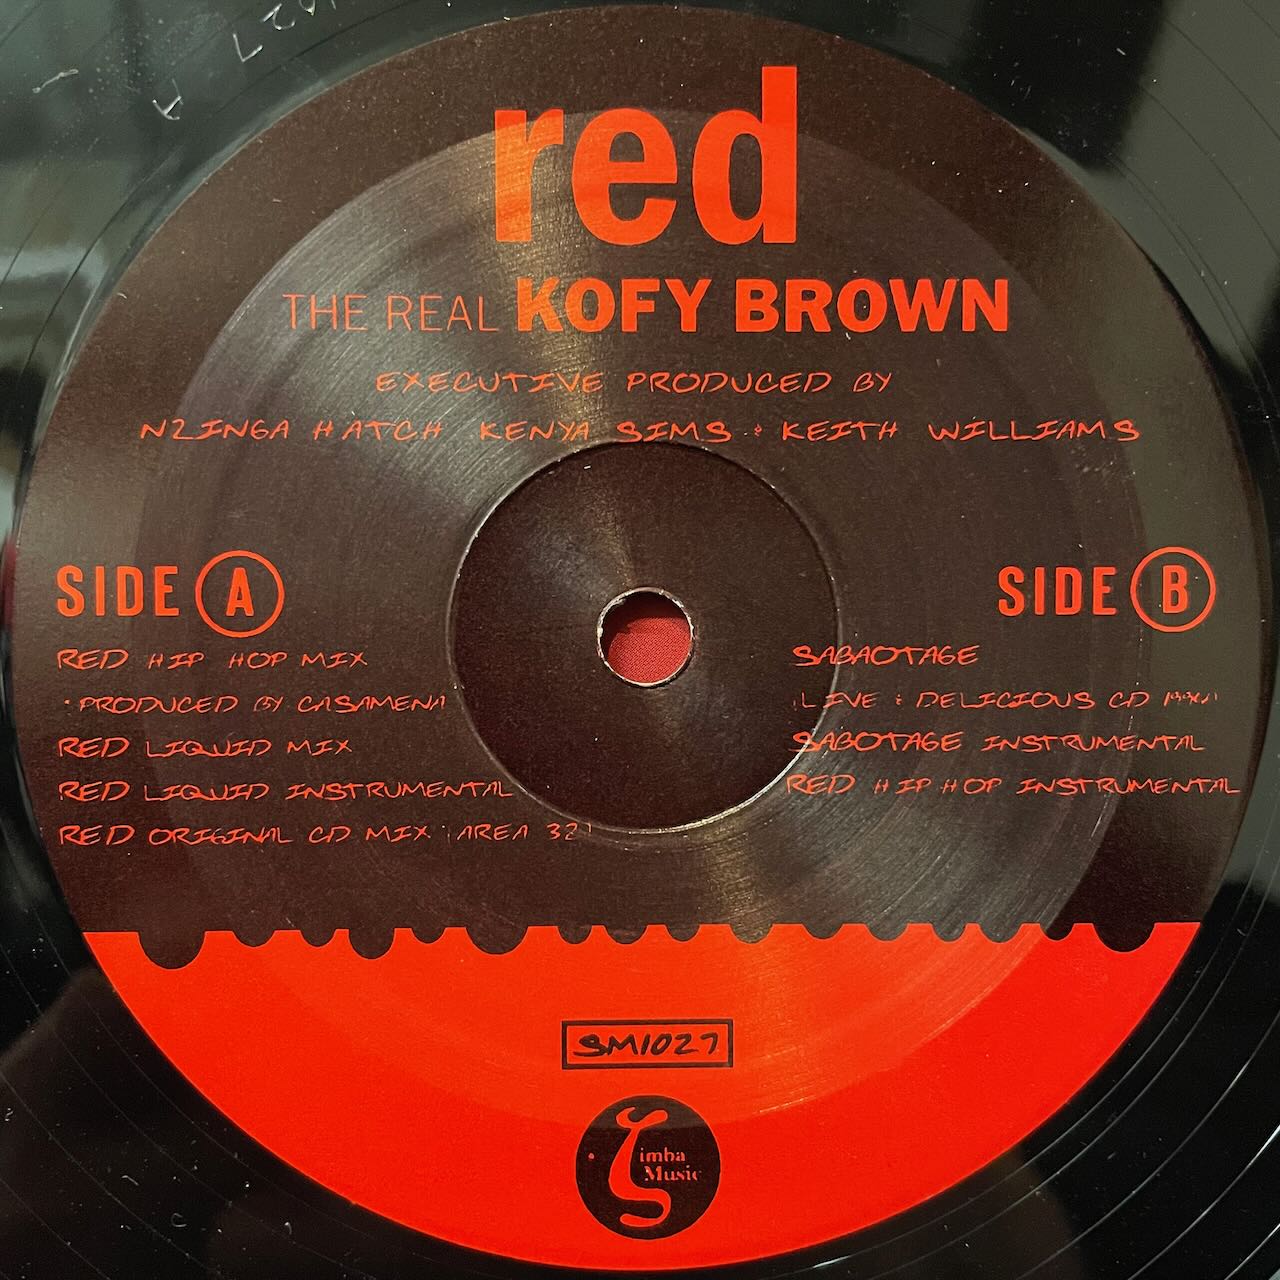 red
THE REAL KOFY BROWN
EXECUTIVE PRODUCED BY
NZINGA HATCH KENYA SIMS & KEITH WILLIAMS
SIDE A
RED HIP HOP MIX
PRODUCED BY CASAMENA
RED LIQUID MIX
RED LIQUID INSTRUMENTAL
RED ORIGINAL CD MIX AREA 32
SIDE B
SABAOTAGE
LIVE & DELICIOUS CD
SABOTAGE INSTRUMENTAL
RED HIP HOP INSTRUMENTAL
SM1027
Simba
Music